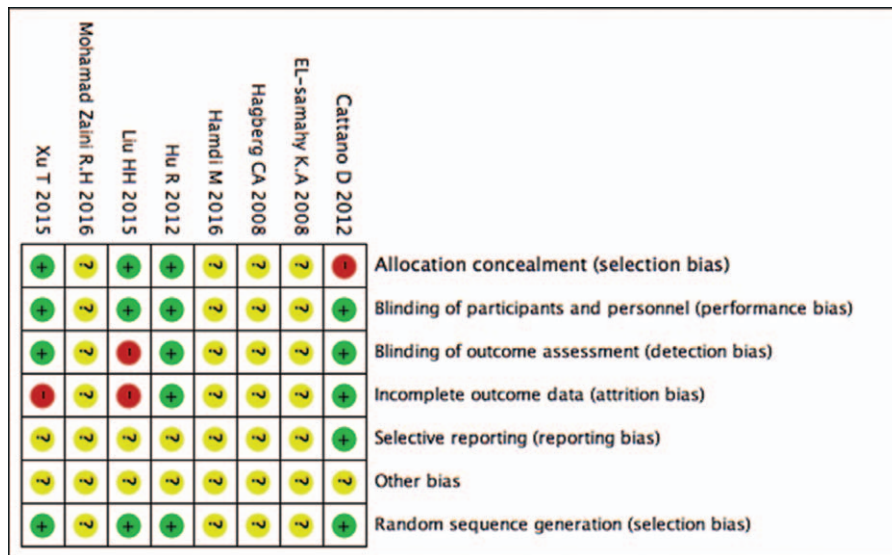 Mohamad Zaini R.H 2016
Xu T 2015
Liu HH 2015
Hu R 2012
Hamdi M 2016
Hagberg CA 2008
EL-samahy K.A 2008
Cattano D 2012
+ ? + + ? ? ? - Allocation concealment (selection bias)
+ ? + + ? ? ? + Blinding of participants and personnel (performance bias)
+ ? - + ? ? ? + Blinding of outcome assessment (detection bias)
- ? - + ? ? ? + Incomplete outcome data (attrition bias)
? ? ? ? ? ? ? + Selective reporting (reporting bias)
? ? ? ? ? ? ? ? Other bias
+ ? + + ? ? ? + Random sequence generation (selection bias)